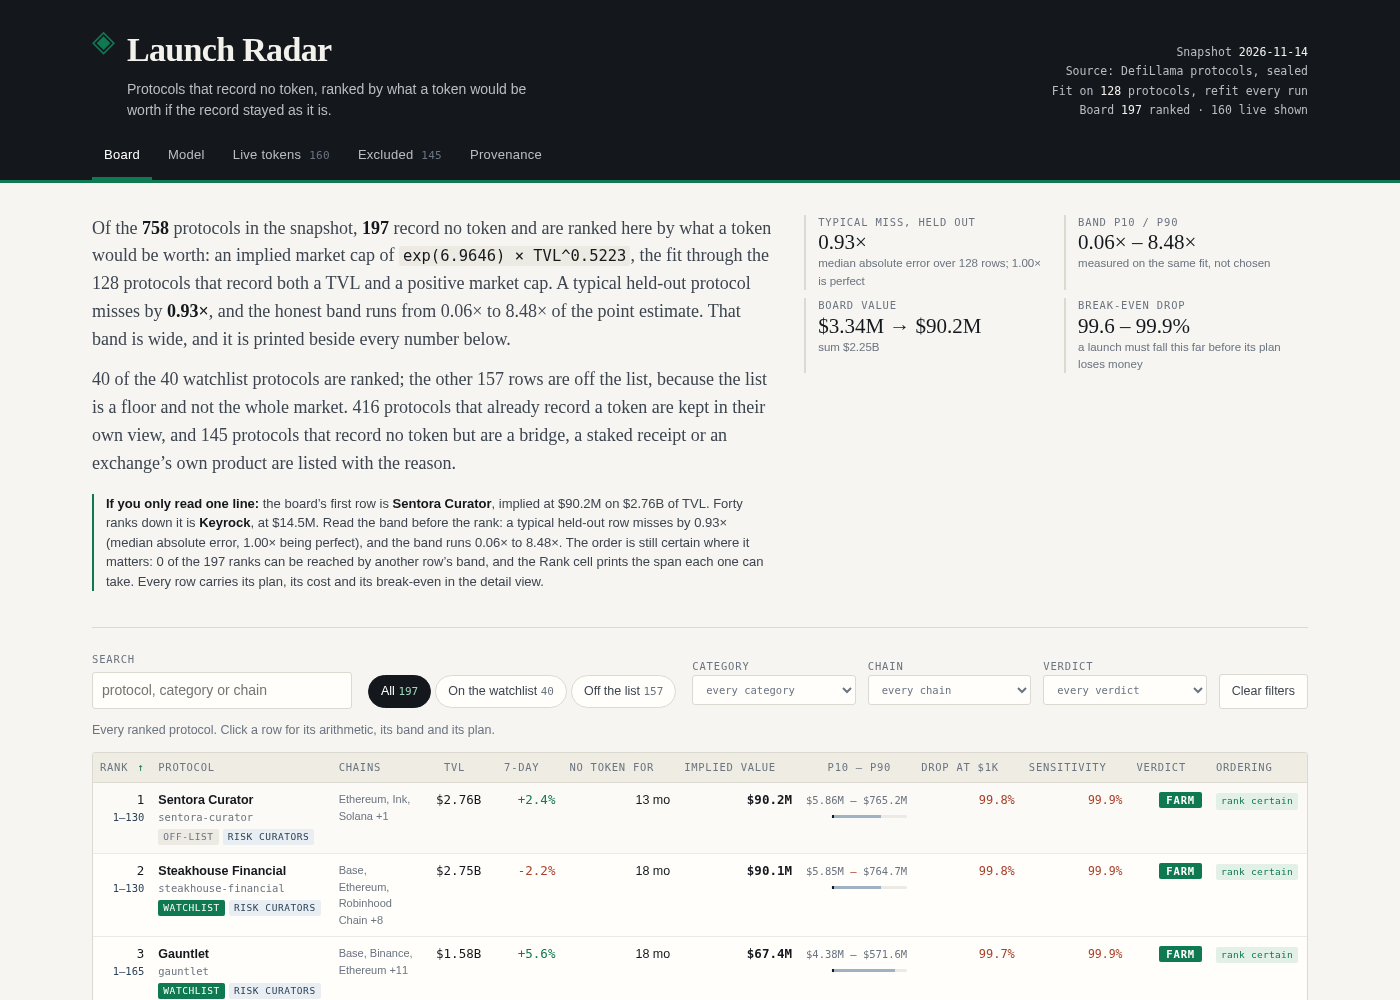 Launch Radar
Protocols that record no token, ranked by what a token would be
worth if the record stayed as it is.
Snapshot 2026-11-14
Source: DefiLlama protocols, sealed
Fit on 128 protocols, refit every run
Board 197 ranked · 160 live shown
Board Model Live tokens 160 Excluded 145 Provenance
Of the 758 protocols in the snapshot, 197 record no token and are ranked here by what a token
would be worth: an implied market cap of exp(6.9646) × TVL^0.5223 , the fit through the
128 protocols that record both a TVL and a positive market cap. A typical held-out protocol
misses by 0.93×, and the honest band runs from 0.06× to 8.48× of the point estimate. That
band is wide, and it is printed beside every number below.
40 of the 40 watchlist protocols are ranked; the other 157 rows are off the list, because the list
is a floor and not the whole market. 416 protocols that already record a token are kept in their
own view, and 145 protocols that record no token but are a bridge, a staked receipt or an
exchange’s own product are listed with the reason.
If you only read one line: the board’s first row is Sentora Curator, implied at $90.2M on $2.76B of TVL. Forty
ranks down it is Keyrock, at $14.5M. Read the band before the rank: a typical held-out row misses by 0.93×
(median absolute error, 1.00× being perfect), and the band runs 0.06× to 8.48×. The order is still certain where it
matters: 0 of the 197 ranks can be reached by another row’s band, and the Rank cell prints the span each one can
take. Every row carries its plan, its cost and its break-even in the detail view.
TYPICAL MISS, HELD OUT
0.93×
median absolute error over 128 rows; 1.00×
is perfect
BAND P10 / P90
0.06× – 8.48×
measured on the same fit, not chosen
BOARD VALUE
$3.34M → $90.2M
sum $2.25B
BREAK-EVEN DROP
99.6 – 99.9%
a launch must fall this far before its plan
loses money
SEARCH
protocol, category or chain
All 197 On the watchlist 40 Off the list 157
CATEGORY
every category
CHAIN
every chain
VERDICT
every verdict
Clear filters
Every ranked protocol. Click a row for its arithmetic, its band and its plan.
RANK ↑ PROTOCOL CHAINS TVL 7-DAY NO TOKEN FOR IMPLIED VALUE P10 — P90 DROP AT $1K SENSITIVITY VERDICT ORDERING
1 Sentora Curator Ethereum, Ink, $2.76B +2.4% 13 mo $90.2M $5.86M — $765.2M 99.8% 99.9% FARM rank certain
1–130 sentora-curator Solana +1
OFF-LIST RISK CURATORS
2 Steakhouse Financial Base, $2.75B -2.2% 18 mo $90.1M $5.85M — $764.7M 99.8% 99.9% FARM rank certain
1–130 steakhouse-financial Ethereum,
WATCHLIST RISK CURATORS Robinhood
Chain +8
3 Gauntlet Base, Binance, $1.58B +5.6% 18 mo $67.4M $4.38M — $571.6M 99.7% 99.9% FARM rank certain
1–165 gauntlet Ethereum +11
WATCHLIST RISK CURATORS